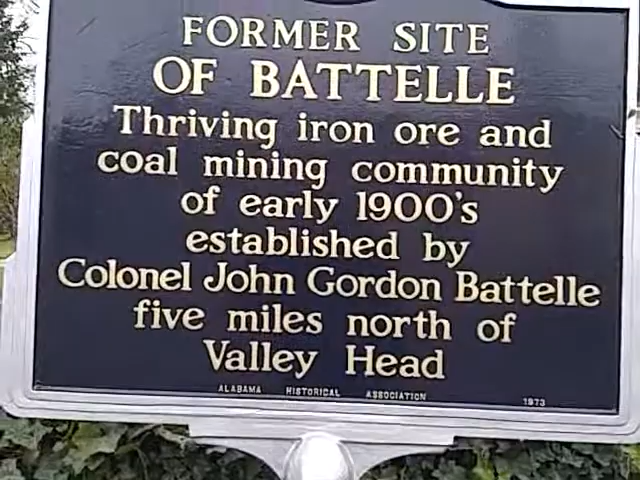 FORMER SITE
OF BATTELLE
Thriving iron ore and
coal mining community
of early 1900's
established by
Colonel John Gordon Battelle
five miles north of
Valley Head
ALABAMA HISTORICAL ASSOCIATION 1973